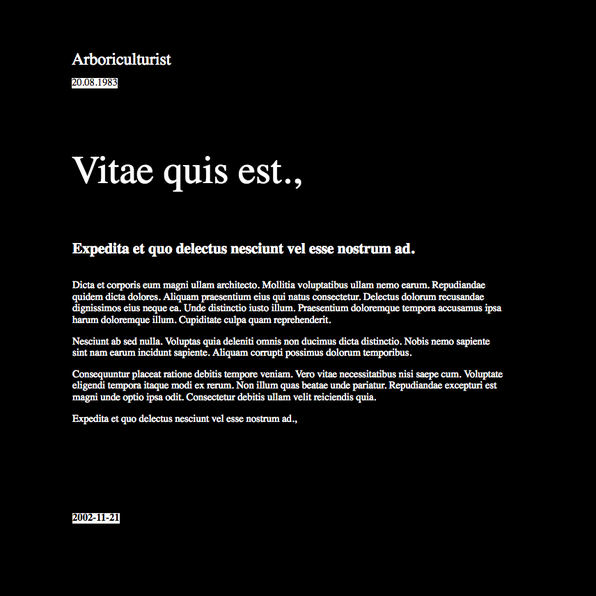 Arboriculturist
20.08.1983
Vitae quis est.,
Expedita et quo delectus nesciunt vel esse nostrum ad.
Dicta et corporis eum magni ullam architecto. Mollitia voluptatibus ullam nemo earum. Repudiandae
quidem dicta dolores. Aliquam praesentium eius qui natus consectetur. Delectus dolorum recusandae
dignissimos eius neque ea. Unde distinctio iusto illum. Praesentium doloremque tempora accusamus ipsa
harum doloremque illum. Cupiditate culpa quam reprehenderit.
Nesciunt ab sed nulla. Voluptas quia deleniti omnis non ducimus dicta distinctio. Nobis nemo sapiente
sint nam earum incidunt sapiente. Aliquam corrupti possimus dolorum temporibus.
Consequuntur placeat ratione debitis tempore veniam. Vero vitae necessitatibus nisi saepe cum. Voluptate
eligendi tempora itaque modi ex rerum. Non illum quas beatae unde pariatur. Repudiandae excepturi est
magni unde optio ipsa odit. Consectetur debitis ullam velit reiciendis quia.
Expedita et quo delectus nesciunt vel esse nostrum ad.,
2002-11-21